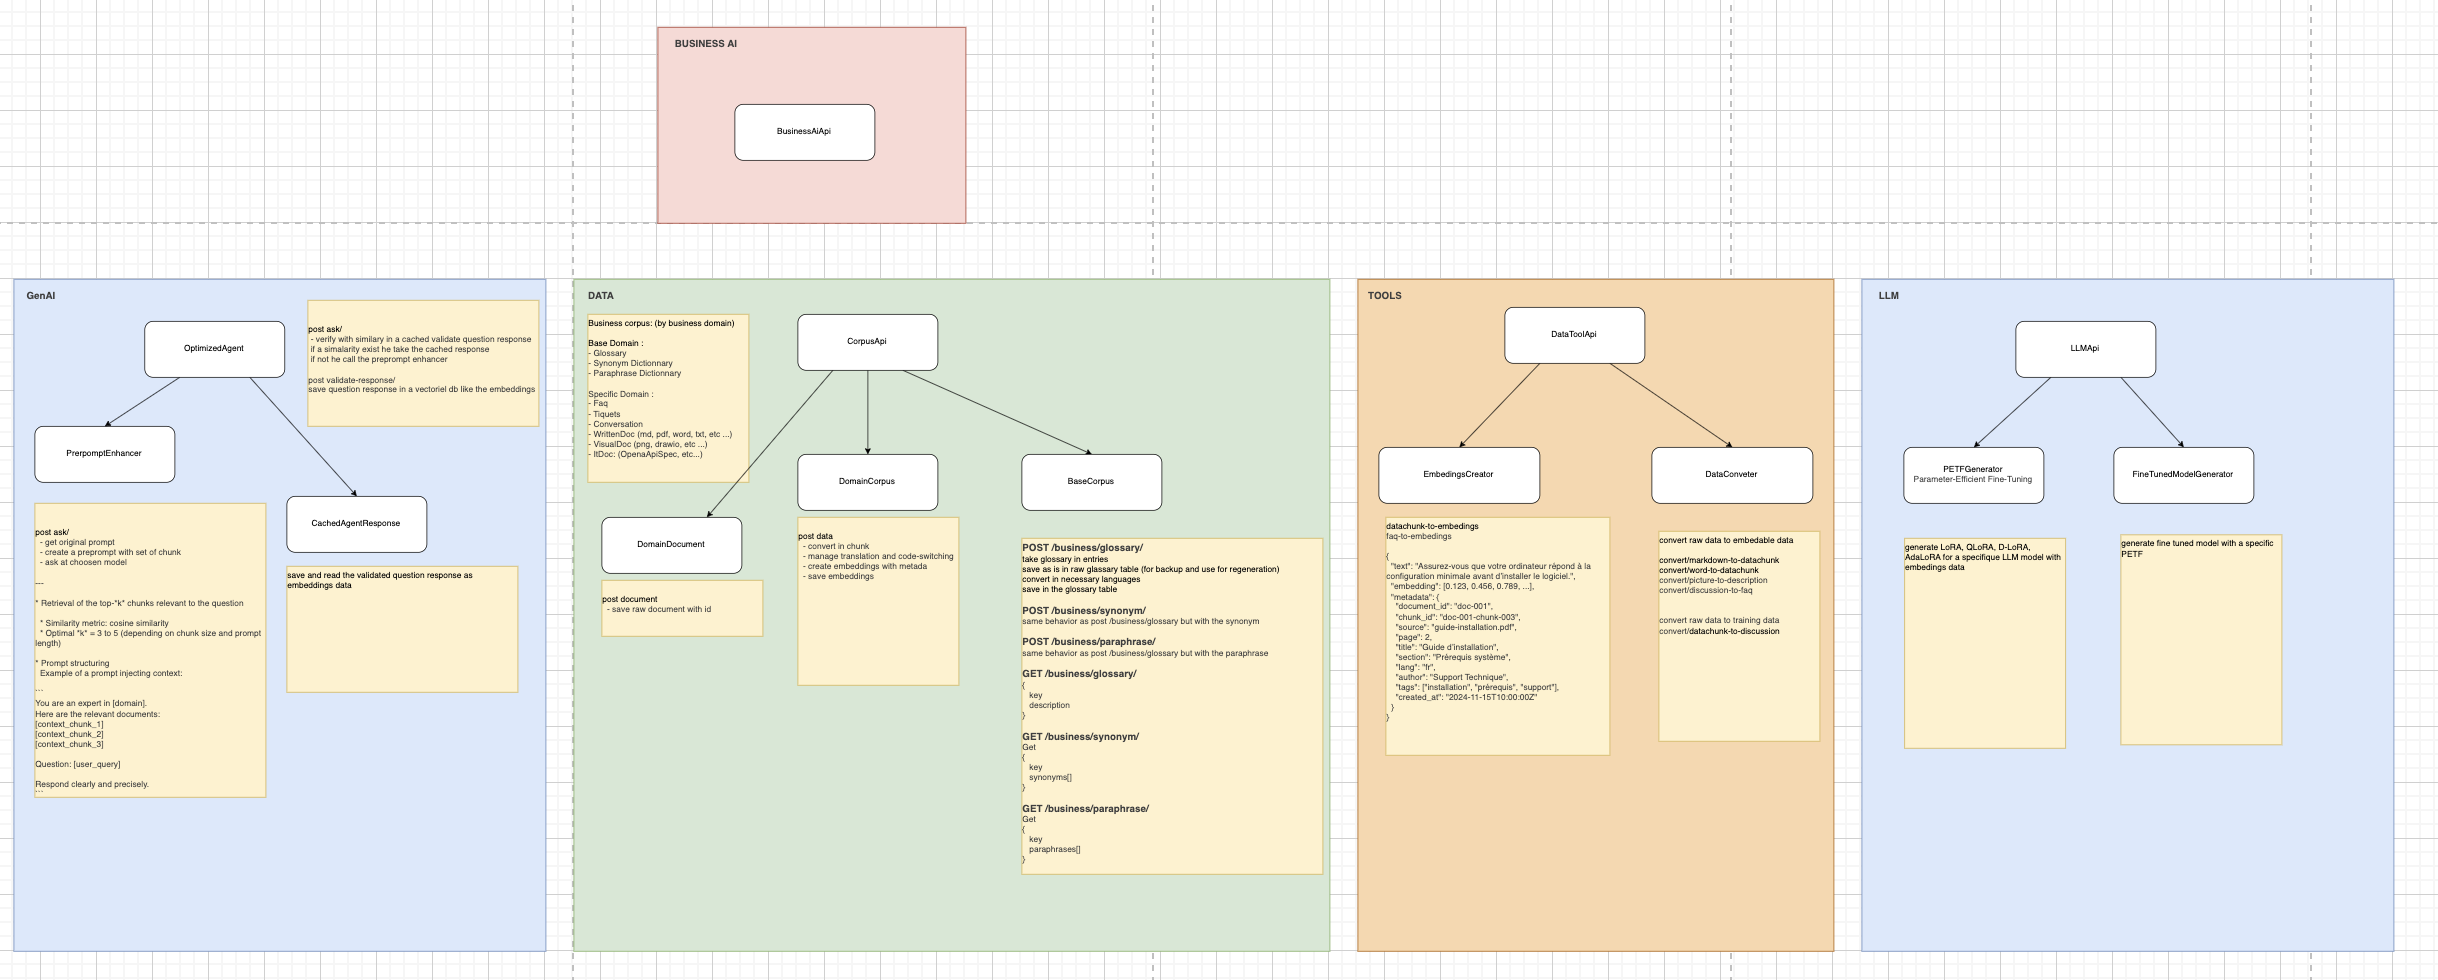 BUSINESS AI
BusinessAiApi
GenAI
OptimizedAgent
post ask/
- verify with similary in a cached validate question response
if a simalarity exist he take the cached response
if not he call the preprompt enhancer
post validate-response/
save question response in a vectoriel db like the embeddings
PrerpomptEnhancer
CachedAgentResponse
post ask/
- get original prompt
- create a preprompt with set of chunk
- ask at choosen model
---
* Retrieval of the top-*k* chunks relevant to the question
* Similarity metric: cosine similarity
* Optimal *k* = 3 to 5 (depending on chunk size and prompt
length)
* Prompt structuring
Example of a prompt injecting context:
```
You are an expert in [domain].
Here are the relevant documents:
[context_chunk_1]
[context_chunk_2]
[context_chunk_3]
Question: [user_query]
Respond clearly and precisely.
```
save and read the validated question response as
embeddings data
DATA
Business corpus: (by business domain)
Base Domain :
- Glossary
- Synonym Dictionnary
- Paraphrase Dictionnary
Specific Domain :
- Faq
- Tiquets
- Conversation
- WrittenDoc (md, pdf, word, txt, etc ...)
- VisualDoc (png, drawio, etc ...)
- ItDoc: (OpenaApiSpec, etc...)
CorpusApi
DomainCorpus
BaseCorpus
DomainDocument
post document
- save raw document with id
post data
- convert in chunk
- manage translation and code-switching
- create embeddings with metada
- save embeddings
POST /business/glossary/
take glossary in entries
save as is in raw glassary table (for backup and use for regeneration)
convert in necessary languages
save in the glossary table
POST /business/synonym/
same behavior as post /business/glossary but with the synonym
POST /business/paraphrase/
same behavior as post /business/glossary but with the paraphrase
GET /business/glossary/
{
key
description
}
GET /business/synonym/
Get
{
key
synonyms[]
}
GET /business/paraphrase/
Get
{
key
paraphrases[]
}
TOOLS
DataToolApi
EmbedingsCreator
DataConveter
datachunk-to-embeddings
faq-to-embeddings
{
"text": "Assurez-vous que votre ordinateur répond à la
configuration minimale avant d'installer le logiciel.",
"embedding": [0.123, 0.456, 0.789, ...],
"metadata": {
"document_id": "doc-001",
"chunk_id": "doc-001-chunk-003",
"source": "guide-installation.pdf",
"page": 2,
"title": "Guide d'installation",
"section": "Prérequis système",
"lang": "fr",
"author": "Support Technique",
"tags": ["installation", "prérequis", "support"],
"created_at": "2024-11-15T10:00:00Z"
}
}
convert raw data to embedable data
convert/markdown-to-datachunk
convert/word-to-datachunk
convert/picture-to-description
convert/discussion-to-faq
convert raw data to training data
convert/datachunk-to-discussion
LLM
LLMApi
PETFGenerator
Parameter-Efficient Fine-Tuning
FineTunedModelGenerator
generate LoRA, QLoRA, D-LoRA,
AdaLoRA for a specifique LLM model with
embedings data
generate fine tuned model with a specific
PETF